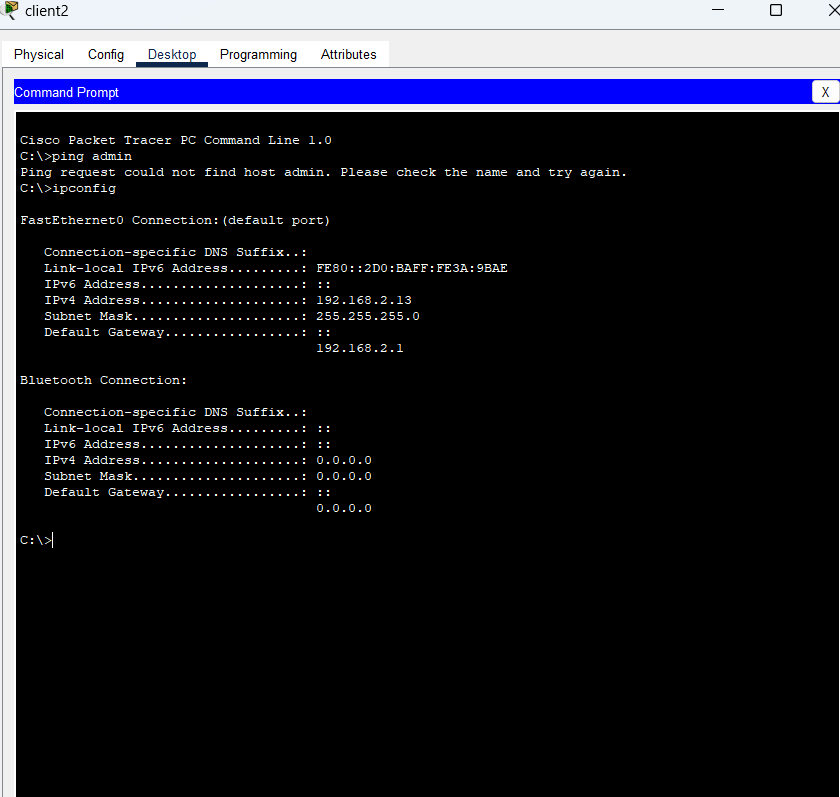 client2
Physical Config Desktop Programming Attributes
Command Prompt
X
Cisco Packet Tracer PC Command Line 1.0
C:\>ping admin
Ping request could not find host admin. Please check the name and try again.
C:\>ipconfig
FastEthernet0 Connection:(default port)
Connection-specific DNS Suffix..:
Link-local IPv6 Address.........: FE80::2D0:BAFF:FE3A:9BAE
IPv6 Address....................: ::
IPv4 Address....................: 192.168.2.13
Subnet Mask.....................: 255.255.255.0
Default Gateway.................: ::
192.168.2.1
Bluetooth Connection:
Connection-specific DNS Suffix..:
Link-local IPv6 Address.........: ::
IPv6 Address....................: ::
IPv4 Address....................: 0.0.0.0
Subnet Mask.....................: 0.0.0.0
Default Gateway.................: ::
0.0.0.0
C:\>